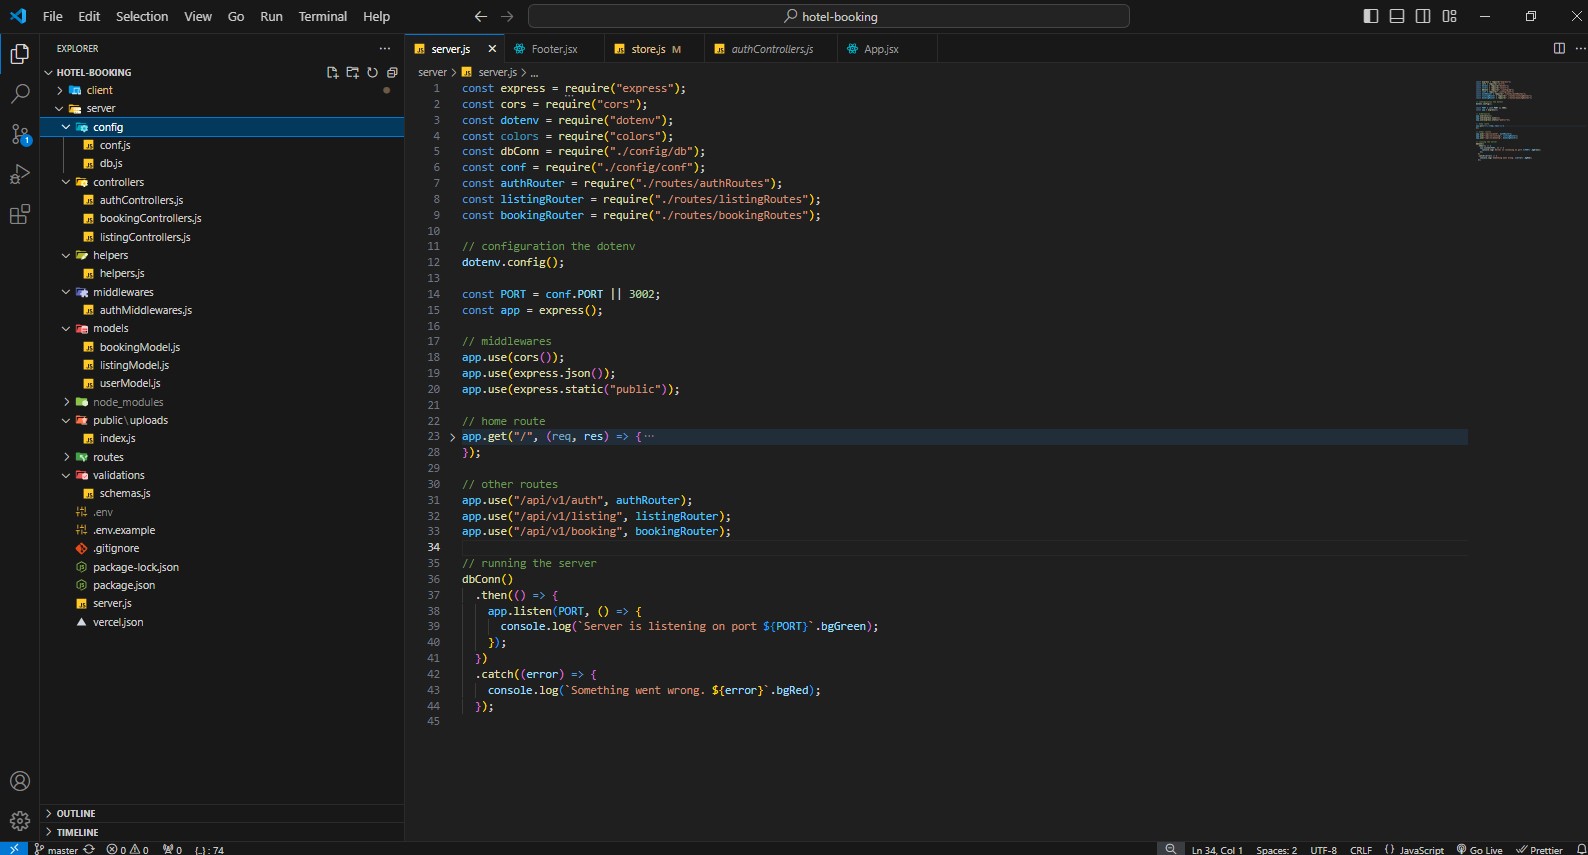 File Edit Selection View Go Run Terminal Help
hotel-booking
EXPLORER
HOTEL-BOOKING
client
server
config
conf.js
db.js
controllers
authControllers.js
bookingControllers.js
listingControllers.js
helpers
helpers.js
middlewares
authMiddlewares.js
models
bookingModel.js
listingModel.js
userModel.js
node_modules
public\uploads
index.js
routes
validations
schemas.js
.env
.env.example
.gitignore
package-lock.json
package.json
server.js
vercel.json
OUTLINE
TIMELINE
1
server.js Footer.jsx store.js M authControllers.js App.jsx
server > server.js > ...
1 const express = require("express");
2 const cors = require("cors");
3 const dotenv = require("dotenv");
4 const colors = require("colors");
5 const dbConn = require("./config/db");
6 const conf = require("./config/conf");
7 const authRouter = require("./routes/authRoutes");
8 const listingRouter = require("./routes/listingRoutes");
9 const bookingRouter = require("./routes/bookingRoutes");
10
11 // configuration the dotenv
12 dotenv.config();
13
14 const PORT = conf.PORT || 3002;
15 const app = express();
16
17 // middlewares
18 app.use(cors());
19 app.use(express.json());
20 app.use(express.static("public"));
21
22 // home route
23 app.get("/", (req, res) => {···
28 });
29
30 // other routes
31 app.use("/api/v1/auth", authRouter);
32 app.use("/api/v1/listing", listingRouter);
33 app.use("/api/v1/booking", bookingRouter);
34
35 // running the server
36 dbConn()
37 .then(() => {
38 app.listen(PORT, () => {
39 console.log(`Server is listening on port ${PORT}`.bgGreen);
40 });
41 })
42 .catch((error) => {
43 console.log(`Something went wrong. ${error}`.bgRed);
44 });
45
master 0 0 0 {..} : 74 Ln 34, Col 1 Spaces: 2 UTF-8 CRLF {} JavaScript Go Live Prettier